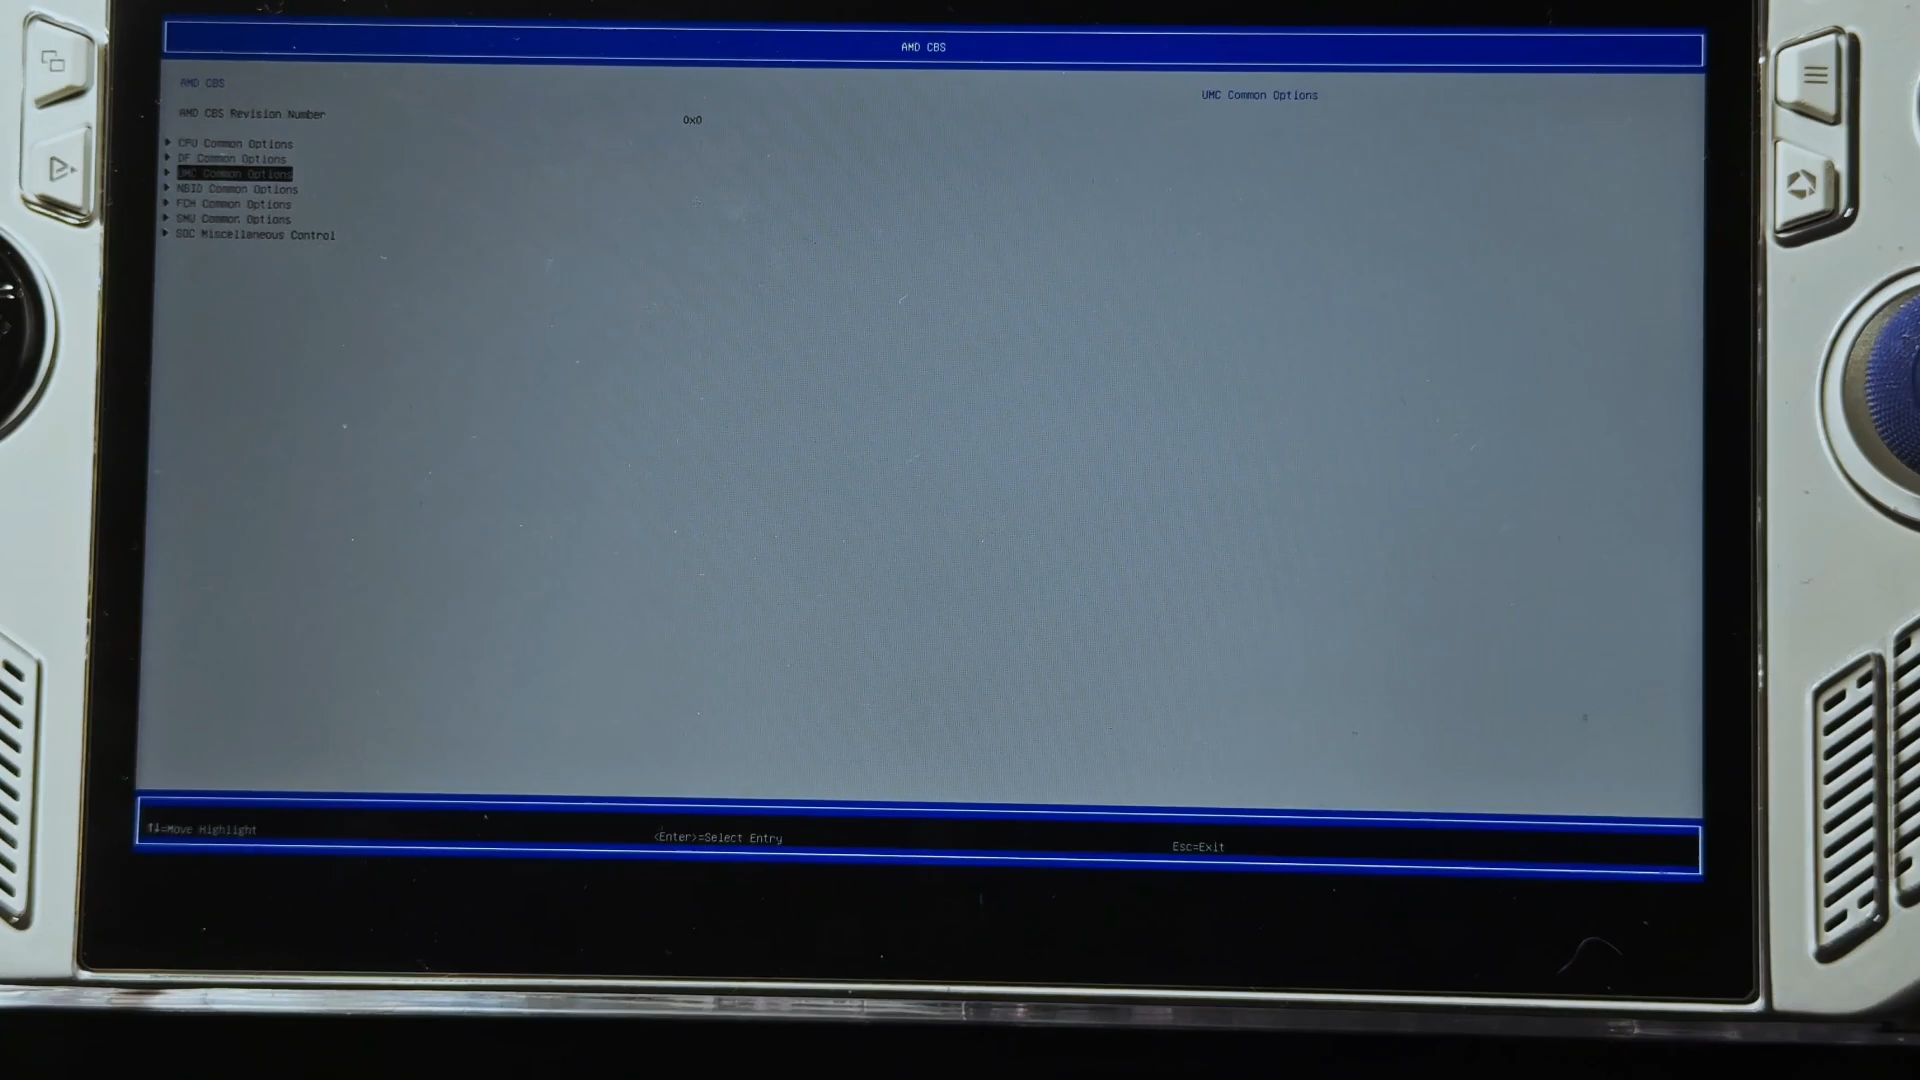 AMD CBS
AMD CBS
UMC Common Options
AMD CBS Revision Number
0x0
CPU Common Options
DF Common Options
UMC Common Options
NBIO Common Options
FCH Common Options
SMU Common Options
SOC Miscellaneous Control
↑↓=Move Highlight
<Enter>=Select Entry
Esc=Exit